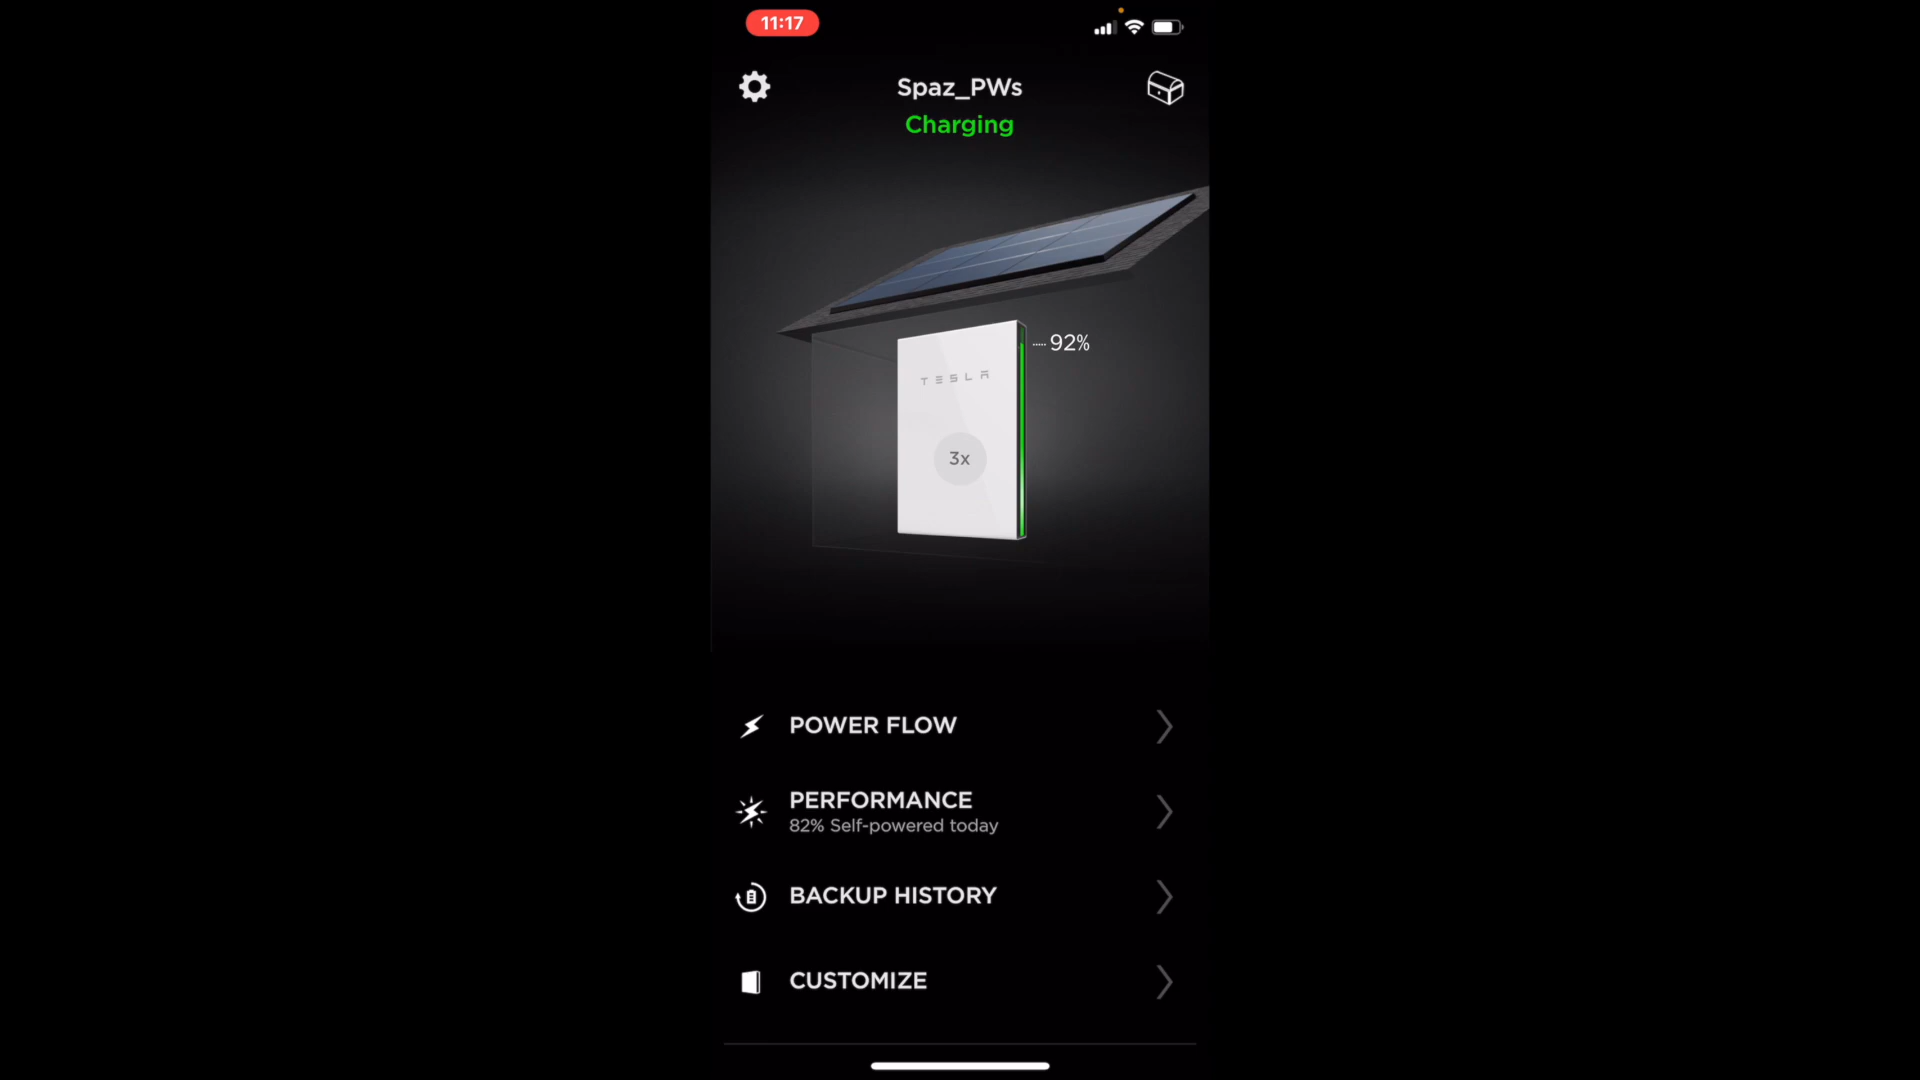 11:17
Spaz_PWs
Charging
92%
TESLA
3x
POWER FLOW
PERFORMANCE
82% Self-powered today
BACKUP HISTORY
CUSTOMIZE